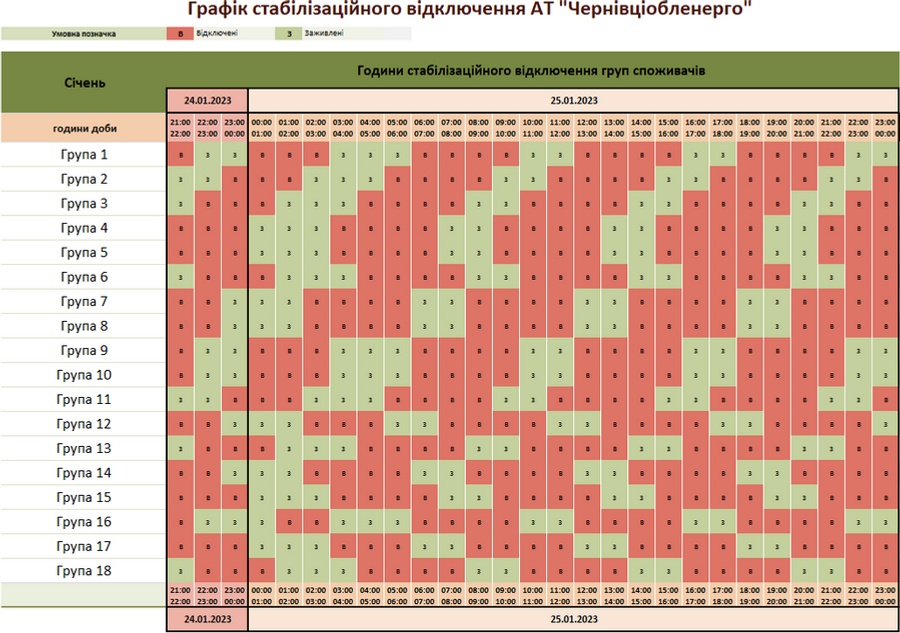 Графік стабілізаційного відключення АТ "Чернівціобленерго"
Умовна позначка В Відключені З Заживлені
Січень
Години стабілізаційного відключення груп споживачів
24.01.2023 25.01.2023
години доби
21:00 22:00 23:00 00:00 01:00 02:00 03:00 04:00 05:00 06:00 07:00 08:00 09:00 10:00 11:00 12:00 13:00 14:00 15:00 16:00 17:00 18:00 19:00 20:00 21:00 22:00 23:00
22:00 23:00 00:00 01:00 02:00 03:00 04:00 05:00 06:00 07:00 08:00 09:00 10:00 11:00 12:00 13:00 14:00 15:00 16:00 17:00 18:00 19:00 20:00 21:00 22:00 23:00 00:00
Група 1 В З З В В В З З З В В В В З З В В В В З З В В В В З З
Група 2 З З В В В З З З В В В В З З В В В В З З В В В В З З В
Група 3 З В В В З З З В В В В З З В В В В З З В В В В З З В В
Група 4 В В В З З З В В В В З З В В В В З З В В В В З З В В В
Група 5 В В В З З З В В В В З З В В В В З З В В В В З З В В В
Група 6 З В В В З З З В В В В З З В В В В З З В В В В З З В В
Група 7 В В З З З В В В В З З В В В В З З В В В В З З В В В В
Група 8 В В З З З В В В В З З В В В В З З В В В В З З В В В В
Група 9 В З З В В В З З З В В В В З З В В В В З З В В В В З З
Група 10 В З З В В В З З З В В В В З З В В В В З З В В В В З З
Група 11 З З В В В З З З В В В В З З В В В В З З В В В В З З В
Група 12 В В З З З В В В З З В В В В З З В В В В З З В В В В З
Група 13 З В В В З З З В В В В З З В В В В З З В В В В З З В В
Група 14 В В З З З В В В В З З В В В В З З В В В В З З В В В В
Група 15 В В В З З З В В В В З З В В В В З З В В В В З З В В В
Група 16 В З З З В В З З З В В В В З З В В В В З З В В В В З З
Група 17 В В В З З З В В В З З В В В В З З В В В В З З В В В В
Група 18 З В В В З З З В В В В З З В В В В З З В В В В З З В В
21:00 22:00 23:00 00:00 01:00 02:00 03:00 04:00 05:00 06:00 07:00 08:00 09:00 10:00 11:00 12:00 13:00 14:00 15:00 16:00 17:00 18:00 19:00 20:00 21:00 22:00 23:00
22:00 23:00 00:00 01:00 02:00 03:00 04:00 05:00 06:00 07:00 08:00 09:00 10:00 11:00 12:00 13:00 14:00 15:00 16:00 17:00 18:00 19:00 20:00 21:00 22:00 23:00 00:00
24.01.2023 25.01.2023